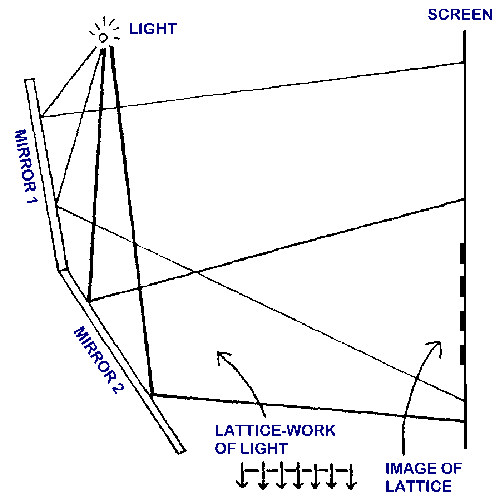 SCREEN
LIGHT
MIRROR 1
MIRROR 2
LATTICE-WORK
OF LIGHT
IMAGE OF
LATTICE